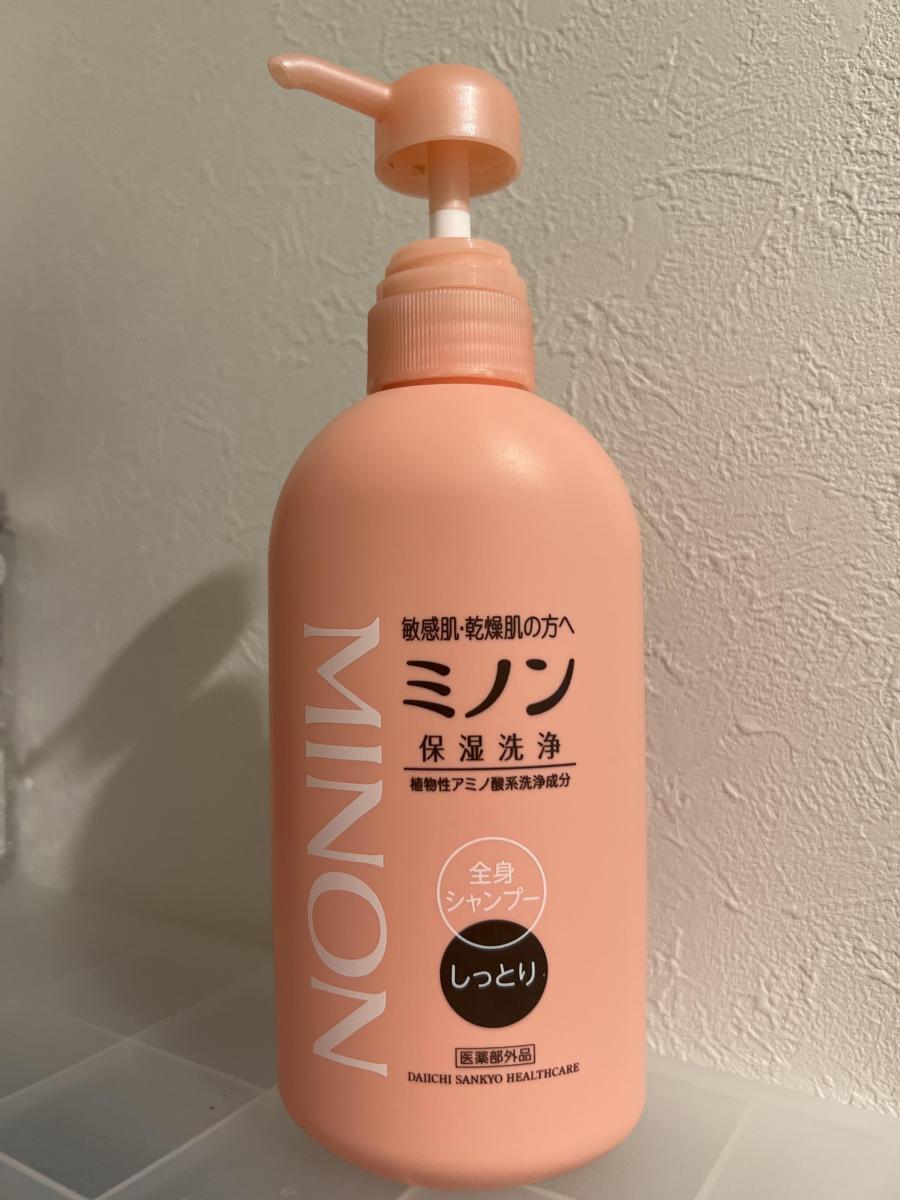 MINON
敏感肌・乾燥肌の方へ
ミノン
保湿洗浄
植物性アミノ酸系洗浄成分
全身
シャンプー
しっとり
医薬部外品
DAIICHI SANKYO HEALTHCARE